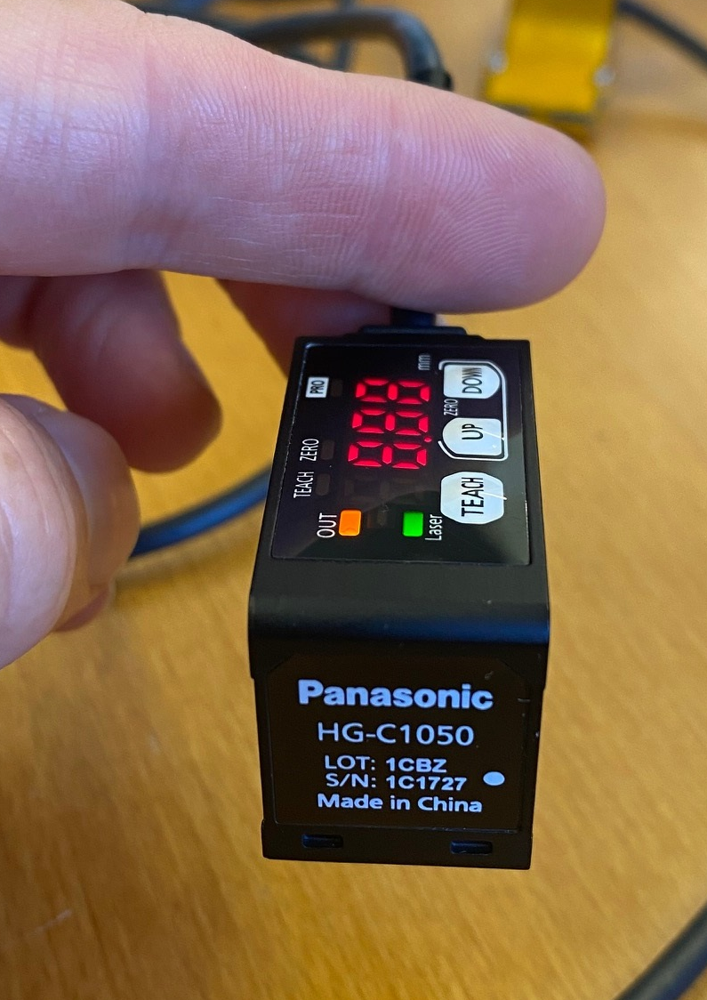 PRO
mm
TEACH ZERO
OUT
Laser
TEACH
UP
ZERO
DOWN
Panasonic
HG-C1050
LOT: 1CBZ
S/N: 1C1727
Made in China